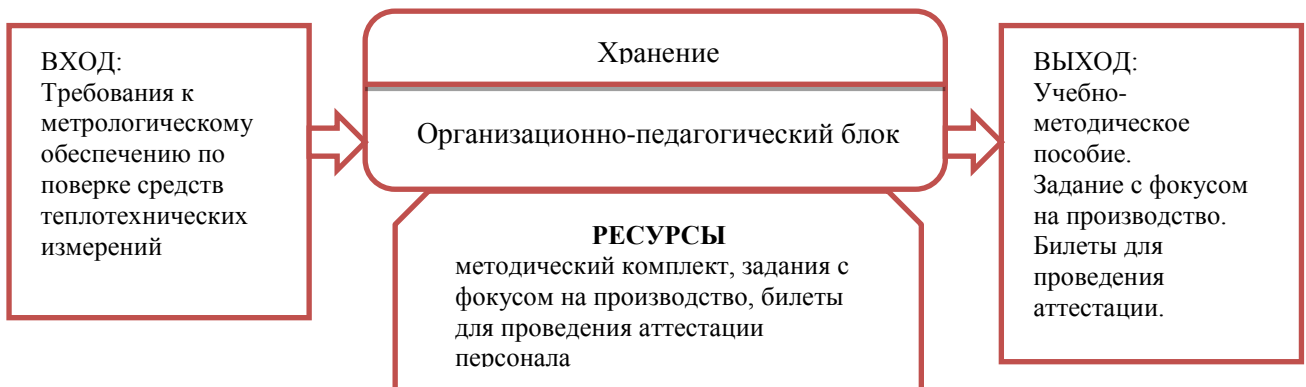 ВХОД:
Требования к
метрологическому
обеспечению по
поверке средств
теплотехнических
измерений
Хранение
Организационно-педагогический блок
РЕСУРСЫ
методический комплект, задания с
фокусом на производство, билеты
для проведения аттестации
персонала
ВЫХОД:
Учебно-
методическое
пособие.
Задание с фокусом
на производство.
Билеты для
проведения
аттестации.